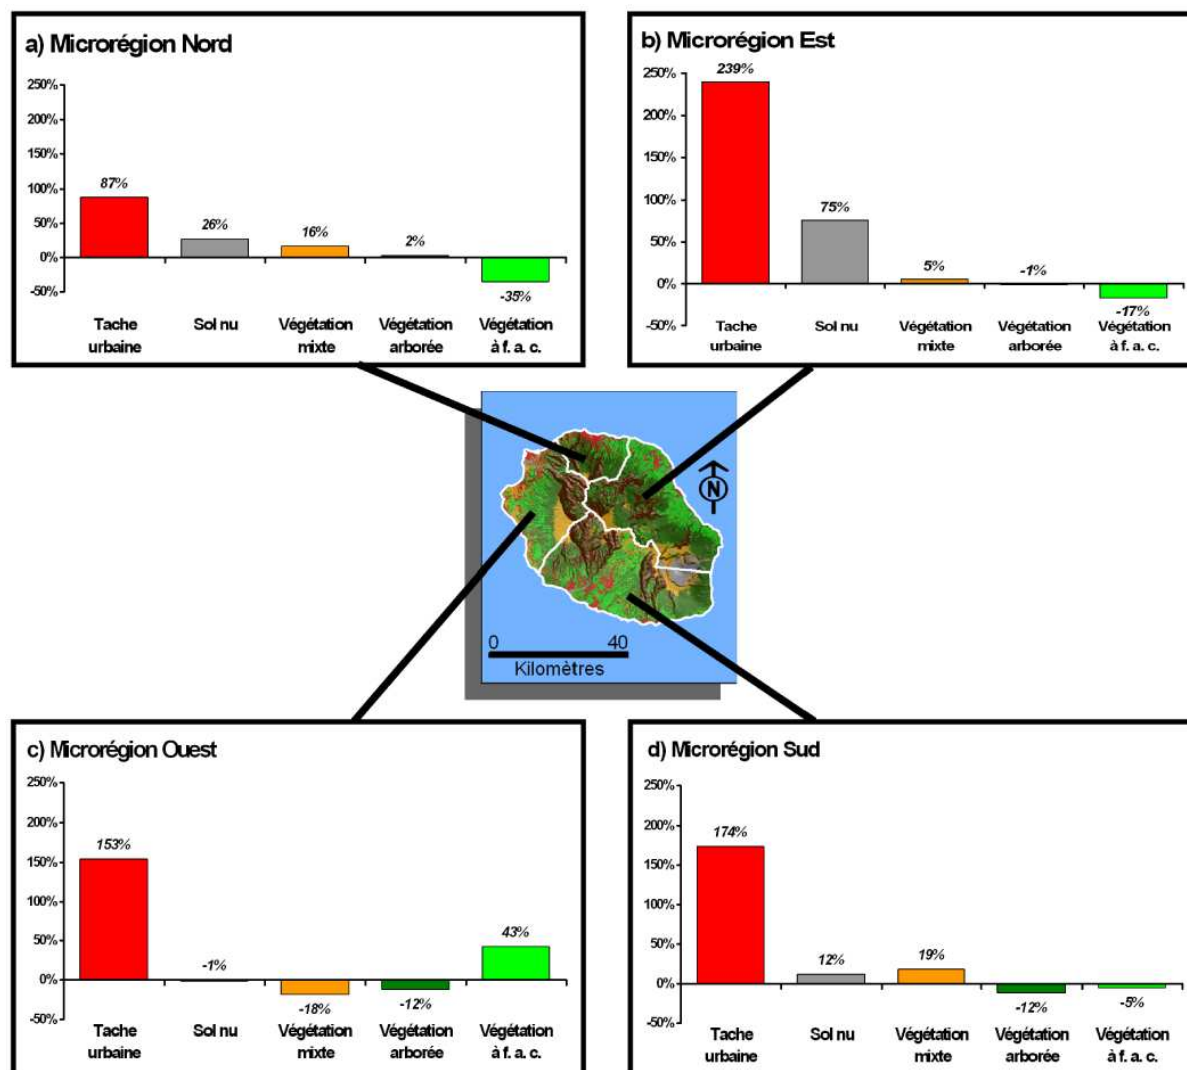 a) Microrégion Nord
250%
200%
150%
100%
50%
0%
-50%
87%
26%
16%
2%
-35%
Tache
urbaine
Sol nu
Végétation
mixte
Végétation
arborée
Végétation
à f. a. c.
b) Microrégion Est
250%
200%
150%
100%
50%
0%
-50%
239%
75%
5%
-1%
-17%
Tache
urbaine
Sol nu
Végétation
mixte
Végétation
arborée
Végétation
à f. a. c.
N
0 40
Kilomètres
c) Microrégion Ouest
250%
200%
150%
100%
50%
0%
-50%
153%
-1%
-18%
-12%
43%
Tache
urbaine
Sol nu
Végétation
mixte
Végétation
arborée
Végétation
à f. a. c.
d) Microrégion Sud
250%
200%
150%
100%
50%
0%
-50%
174%
12%
19%
-12%
-5%
Tache
urbaine
Sol nu
Végétation
mixte
Végétation
arborée
Végétation
à f. a. c.